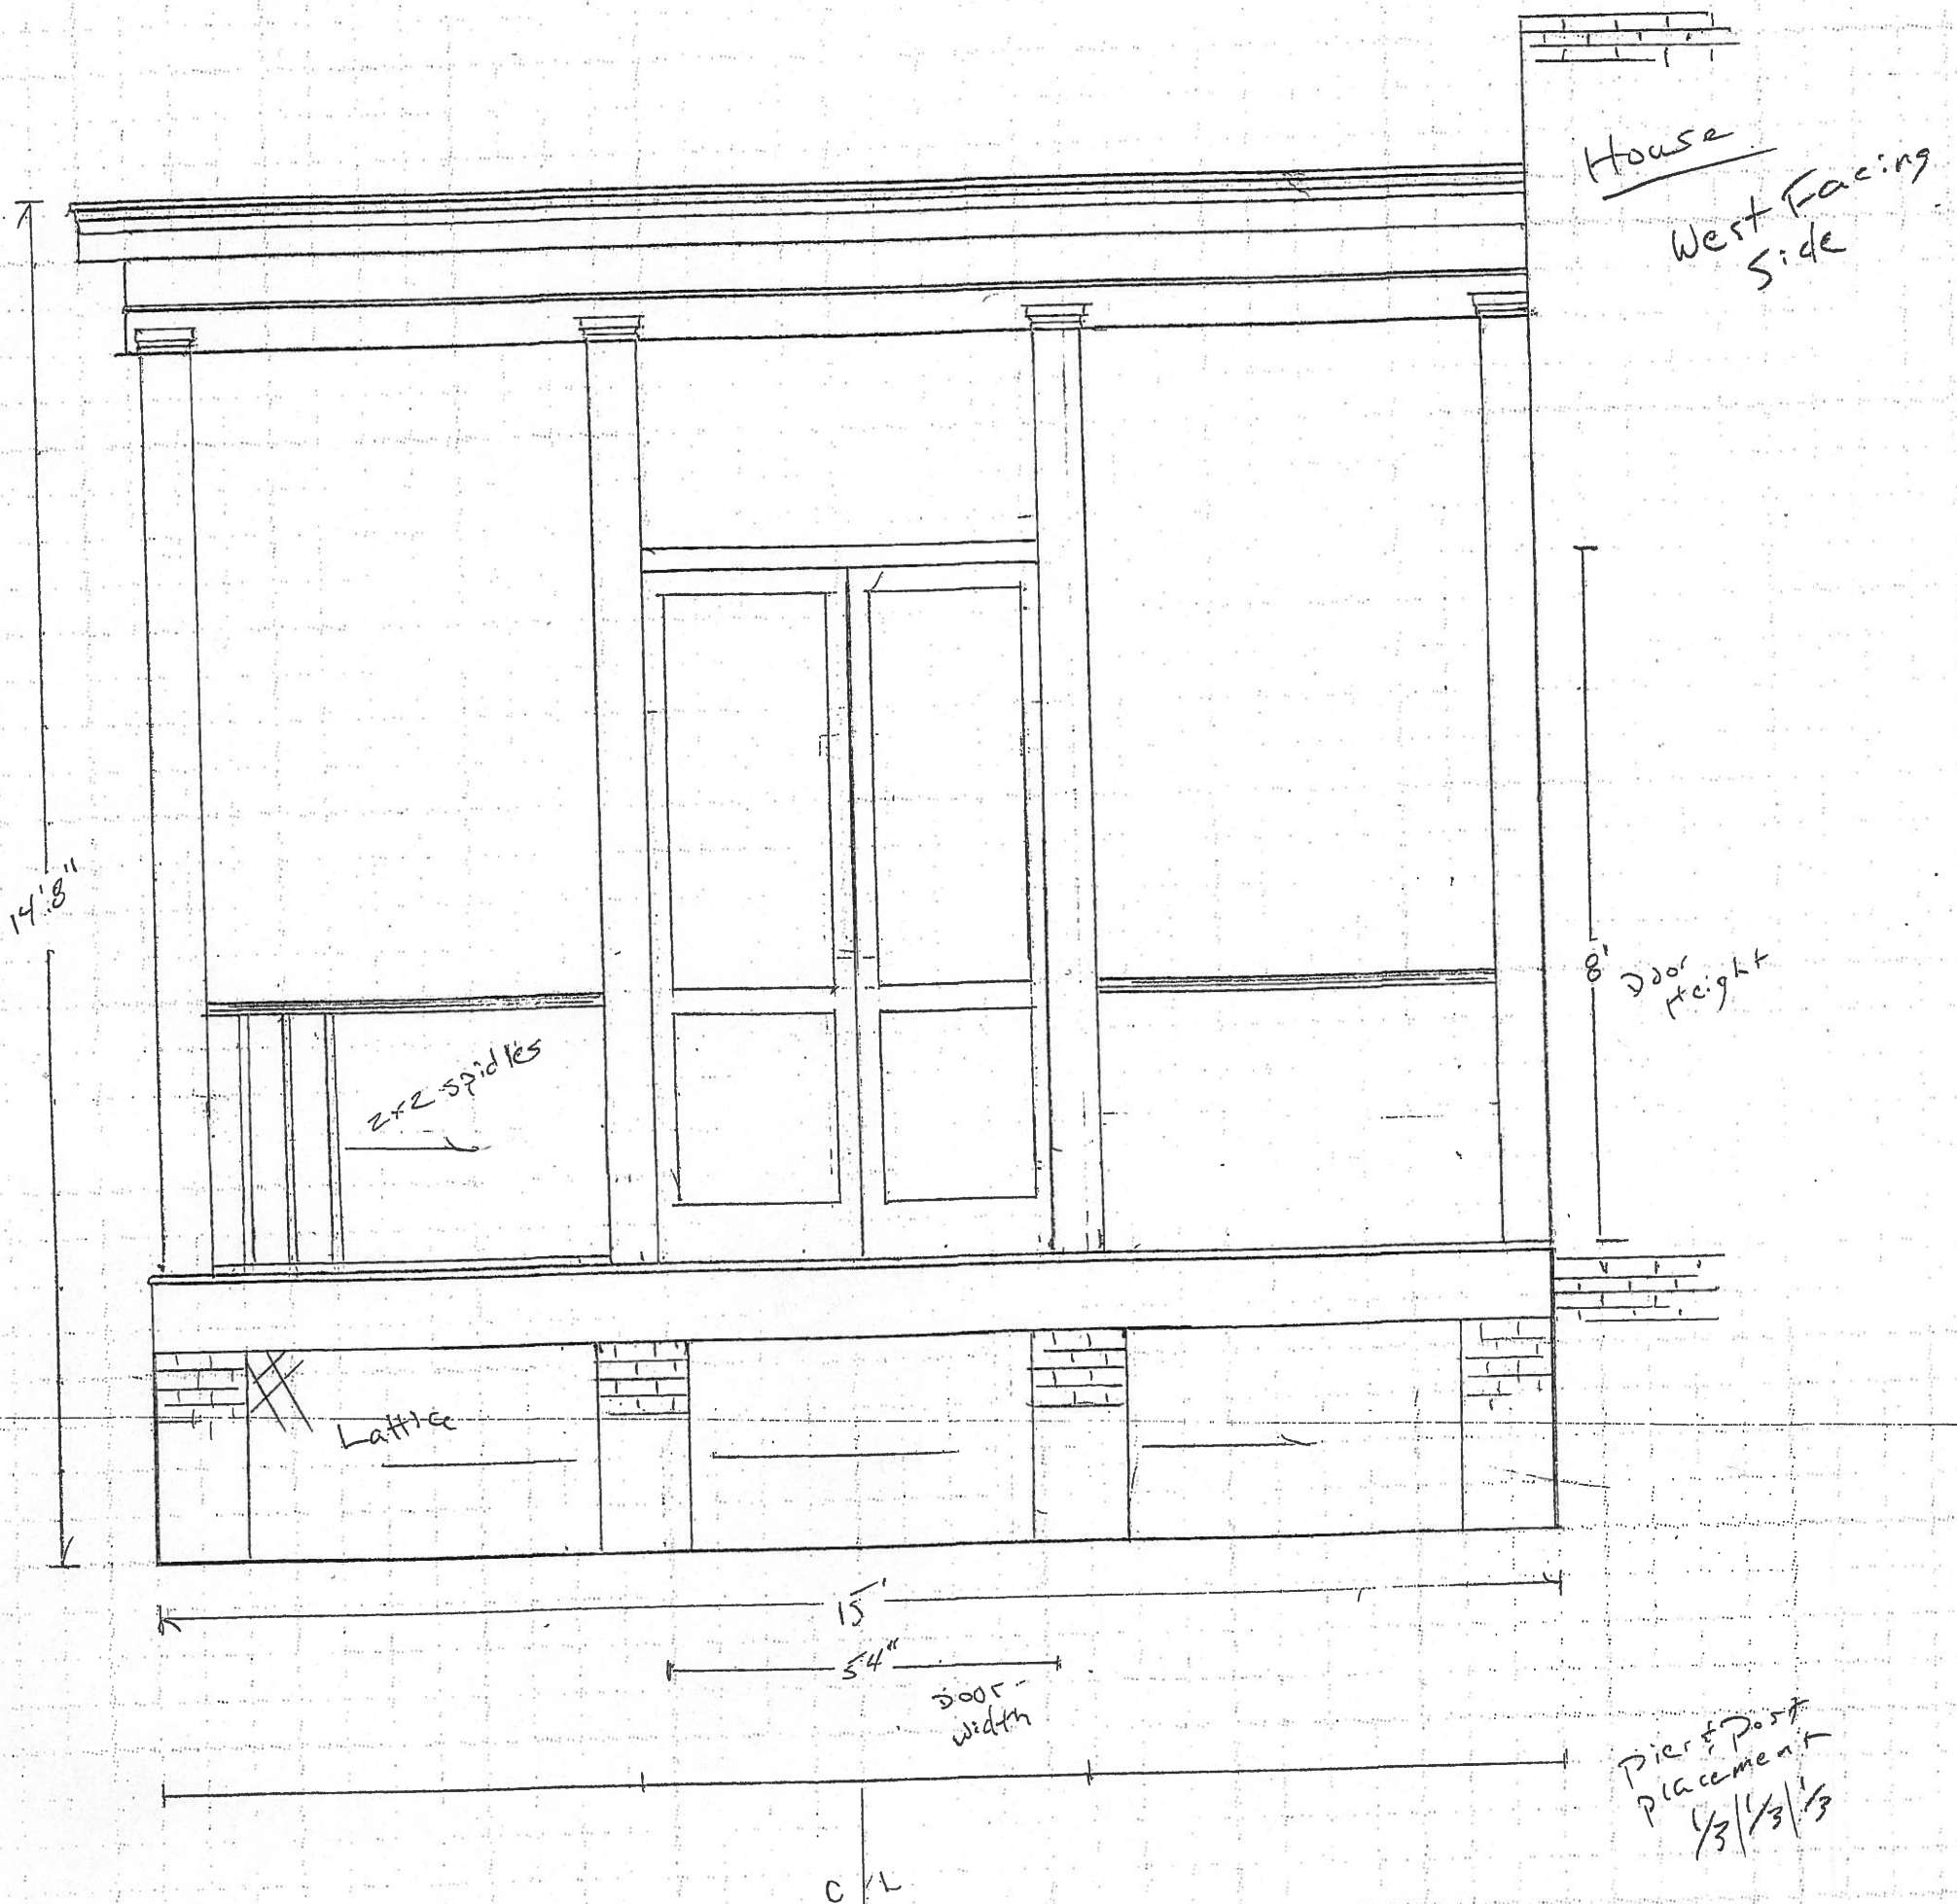 House
West Facing
Side
14'8"
8' Door
Height
2x2 spidles
Lattice
15'
54"
Door-
width
Pier & Post
placement
1/3|1/3|1/3
C L